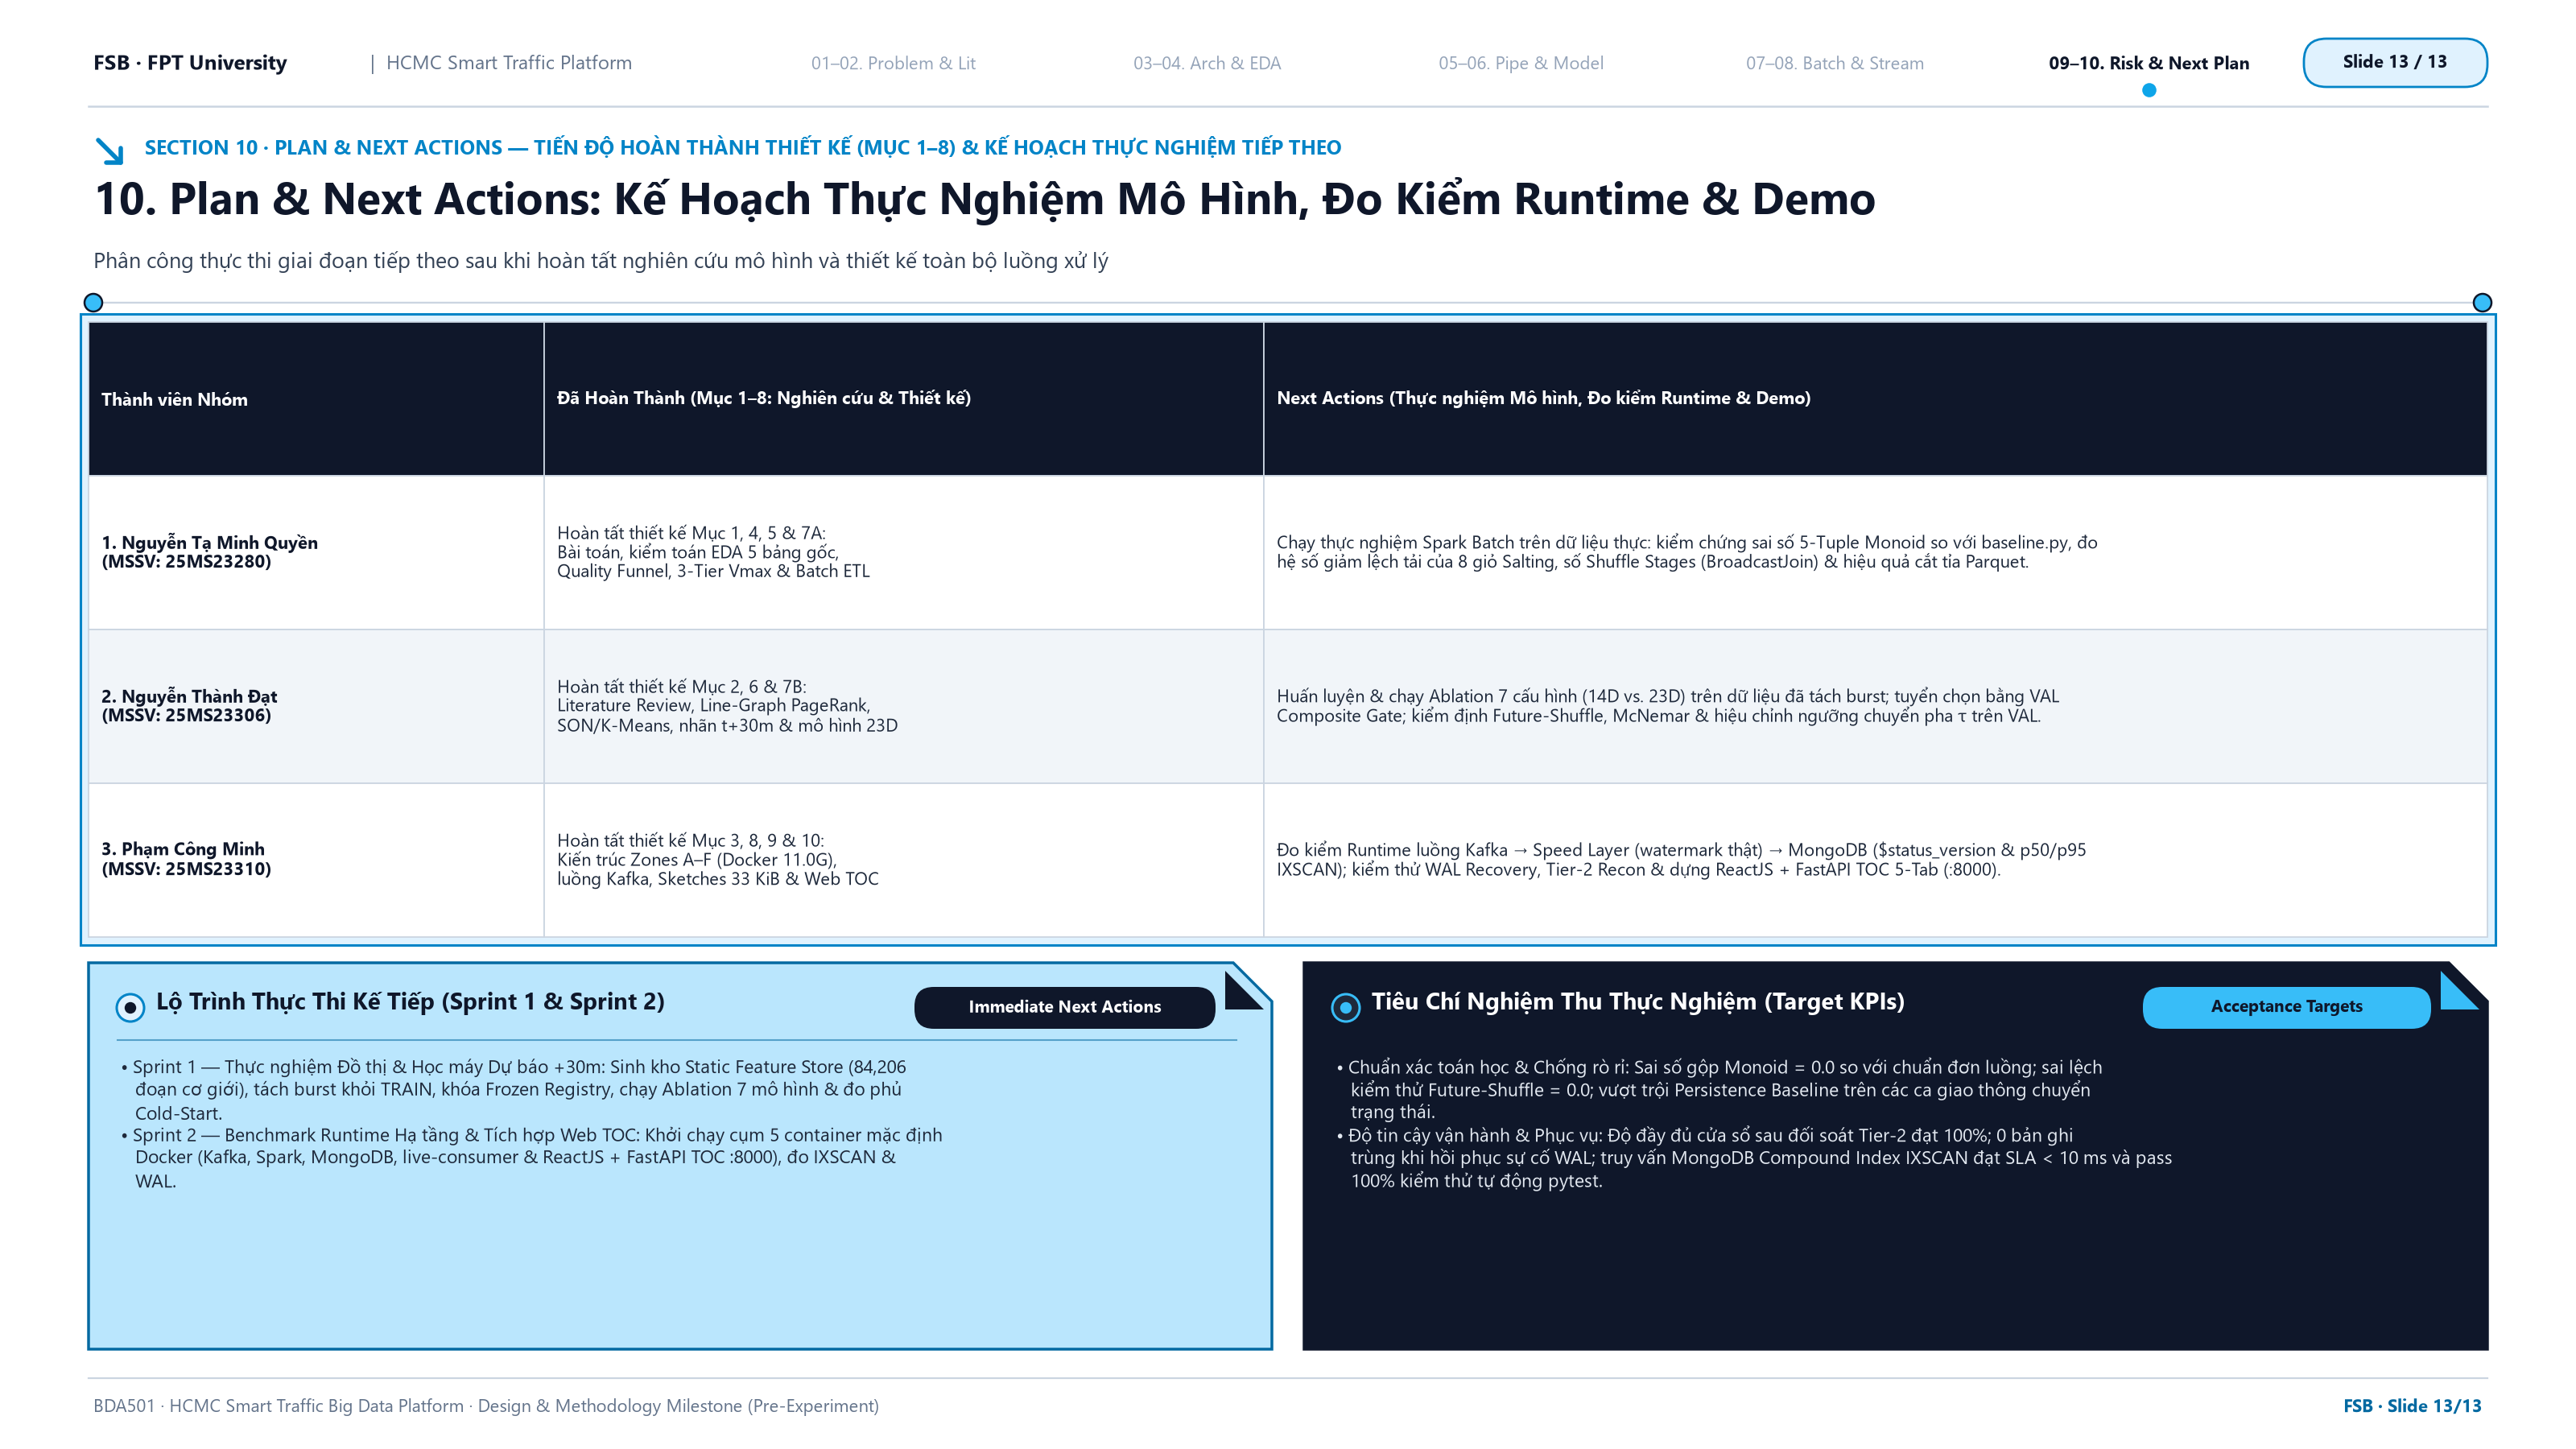 FSB · FPT University | HCMC Smart Traffic Platform 01–02. Problem & Lit 03–04. Arch & EDA 05–06. Pipe & Model 07–08. Batch & Stream 09–10. Risk & Next Plan Slide 13 / 13
SECTION 10 · PLAN & NEXT ACTIONS — TIẾN ĐỘ HOÀN THÀNH THIẾT KẾ (MỤC 1–8) & KẾ HOẠCH THỰC NGHIỆM TIẾP THEO
10. Plan & Next Actions: Kế Hoạch Thực Nghiệm Mô Hình, Đo Kiểm Runtime & Demo
Phân công thực thi giai đoạn tiếp theo sau khi hoàn tất nghiên cứu mô hình và thiết kế toàn bộ luồng xử lý
Thành viên Nhóm
Đã Hoàn Thành (Mục 1–8: Nghiên cứu & Thiết kế)
Next Actions (Thực nghiệm Mô hình, Đo kiểm Runtime & Demo)
1. Nguyễn Tạ Minh Quyền
(MSSV: 25MS23280)
Hoàn tất thiết kế Mục 1, 4, 5 & 7A:
Bài toán, kiểm toán EDA 5 bảng gốc,
Quality Funnel, 3-Tier Vmax & Batch ETL
Chạy thực nghiệm Spark Batch trên dữ liệu thực: kiểm chứng sai số 5-Tuple Monoid so với baseline.py, đo
hệ số giảm lệch tải của 8 giỏ Salting, số Shuffle Stages (BroadcastJoin) & hiệu quả cắt tỉa Parquet.
2. Nguyễn Thành Đạt
(MSSV: 25MS23306)
Hoàn tất thiết kế Mục 2, 6 & 7B:
Literature Review, Line-Graph PageRank,
SON/K-Means, nhãn t+30m & mô hình 23D
Huấn luyện & chạy Ablation 7 cấu hình (14D vs. 23D) trên dữ liệu đã tách burst; tuyển chọn bằng VAL
Composite Gate; kiểm định Future-Shuffle, McNemar & hiệu chỉnh ngưỡng chuyển pha τ trên VAL.
3. Phạm Công Minh
(MSSV: 25MS23310)
Hoàn tất thiết kế Mục 3, 8, 9 & 10:
Kiến trúc Zones A–F (Docker 11.0G),
luồng Kafka, Sketches 33 KiB & Web TOC
Đo kiểm Runtime luồng Kafka → Speed Layer (watermark thật) → MongoDB ($status_version & p50/p95
IXSCAN); kiểm thử WAL Recovery, Tier-2 Recon & dựng ReactJS + FastAPI TOC 5-Tab (:8000).
Lộ Trình Thực Thi Kế Tiếp (Sprint 1 & Sprint 2)
Immediate Next Actions
• Sprint 1 — Thực nghiệm Đồ thị & Học máy Dự báo +30m: Sinh kho Static Feature Store (84,206
đoạn cơ giới), tách burst khỏi TRAIN, khóa Frozen Registry, chạy Ablation 7 mô hình & đo phủ
Cold-Start.
• Sprint 2 — Benchmark Runtime Hạ tầng & Tích hợp Web TOC: Khởi chạy cụm 5 container mặc định
Docker (Kafka, Spark, MongoDB, live-consumer & ReactJS + FastAPI TOC :8000), đo IXSCAN &
WAL.
Tiêu Chí Nghiệm Thu Thực Nghiệm (Target KPIs)
Acceptance Targets
• Chuẩn xác toán học & Chống rò rỉ: Sai số gộp Monoid = 0.0 so với chuẩn đơn luồng; sai lệch
kiểm thử Future-Shuffle = 0.0; vượt trội Persistence Baseline trên các ca giao thông chuyển
trạng thái.
• Độ tin cậy vận hành & Phục vụ: Độ đầy đủ cửa sổ sau đối soát Tier-2 đạt 100%; 0 bản ghi
trùng khi hồi phục sự cố WAL; truy vấn MongoDB Compound Index IXSCAN đạt SLA < 10 ms và pass
100% kiểm thử tự động pytest.
BDA501 · HCMC Smart Traffic Big Data Platform · Design & Methodology Milestone (Pre-Experiment)
FSB · Slide 13/13